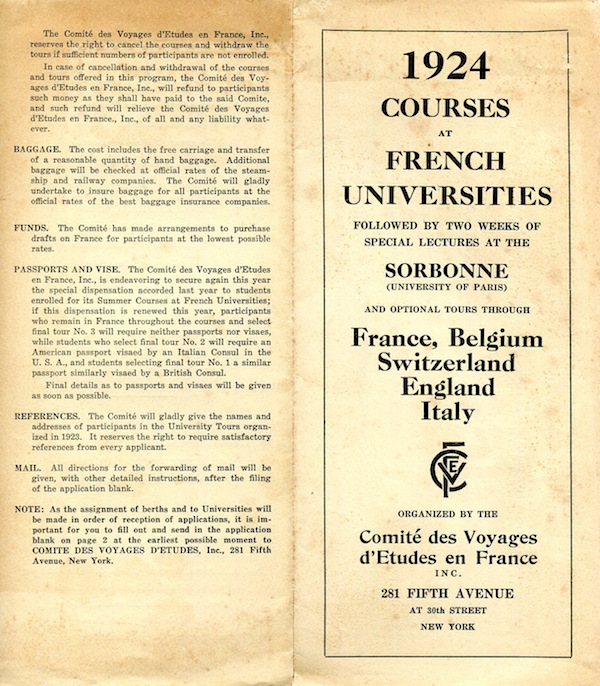 The Comité des Voyages d'Etudes en France, Inc.,
reserves the right to cancel the courses and withdraw the
tours if sufficient numbers of participants are not enrolled.
In case of cancellation and withdrawal of the courses
and tours offered in this program, the Comité des Voy-
ages d'Etudes en France, Inc., will refund to participants
such money as they shall have paid to the said Comite,
and such refund will relieve the Comité des Voyages
d'Etudes en France., Inc., of all and any liability what-
ever.
BAGGAGE. The cost includes the free carriage and transfer
of a reasonable quantity of hand baggage. Additional
baggage will be checked at official rates of the steam-
ship and railway companies. The Comité will gladly
undertake to insure baggage for all participants at the
official rates of the best baggage insurance companies.
FUNDS. The Comité has made arrangements to purchase
drafts on France for participants at the lowest possible
rates.
PASSPORTS AND VISE. The Comité des Voyages d'Etudes
en France, Inc., is endeavoring to secure again this year
the special dispensation accorded last year to students
enrolled for its Summer Courses at French Universities;
if this dispensation is renewed this year, participants
who remain in France throughout the courses and select
final tour No. 3 will require neither passports nor visaes,
while students who select final tour No. 2 will require an
American passport visaed by an Italian Consul in the
U. S. A., and students selecting final tour No. 1 a similar
passport similarly visaed by a British Consul.
Final details as to passports and visaes will be given
as soon as possible.
REFERENCES. The Comité will gladly give the names and
addresses of participants in the University Tours organ-
ized in 1923. It reserves the right to require satisfactory
references from every applicant.
MAIL. All directions for the forwarding of mail will be
given, with other detailed instructions, after the filing
of the application blank.
NOTE: As the assignment of berths and to Universities will
be made in order of reception of applications, it is im-
portant for you to fill out and send in the application
blank on page 2 at the earliest possible moment to
COMITE DES VOYAGES D'ETUDES, Inc., 281 Fifth
Avenue, New York.
1924
COURSES
AT
FRENCH
UNIVERSITIES
FOLLOWED BY TWO WEEKS OF
SPECIAL LECTURES AT THE
SORBONNE
(UNIVERSITY OF PARIS)
AND OPTIONAL TOURS THROUGH
France, Belgium
Switzerland
England
Italy
ORGANIZED BY THE
Comité des Voyages
d'Etudes en France
INC.
281 FIFTH AVENUE
AT 30th STREET
NEW YORK